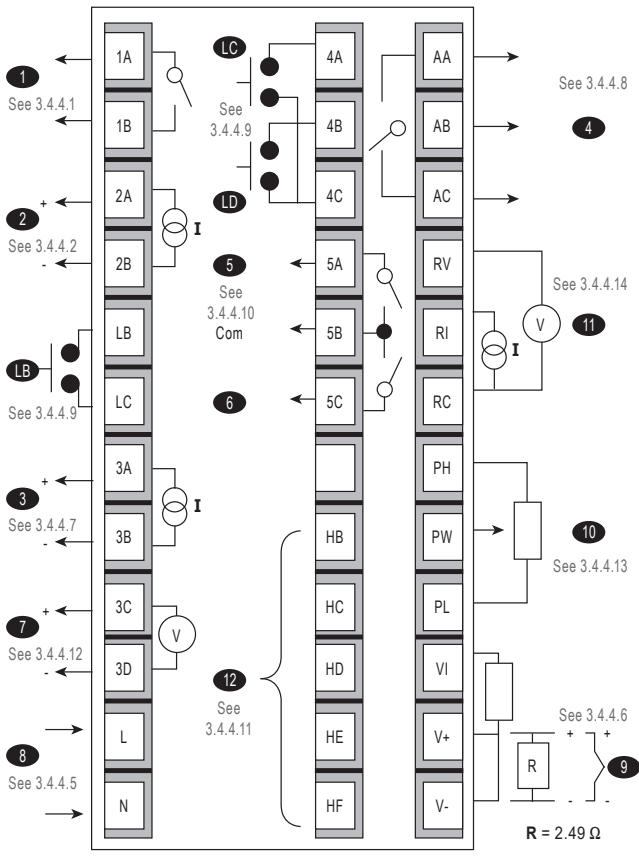 1
See 3.4.4.1
2
+
See 3.4.4.2
-
LB
See 3.4.4.9
3
+
See 3.4.4.7
-
7
+
See 3.4.4.12
-
8
See 3.4.4.5
1A
1B
2A
2B
I
LB
LC
3A
3B
I
3C
3D
V
L
N
LC
See
3.4.4.9
LD
5
See
3.4.4.10
Com
6
12
See
3.4.4.11
4A
4B
4C
5A
5B
5C
HB
HC
HD
HE
HF
AA
AB
AC
RV
RI
RC
PH
PW
PL
VI
V+
V-
See 3.4.4.8
4
See 3.4.4.14
V
11
I
10
See 3.4.4.13
See 3.4.4.6
+ +
R
9
- -
R = 2.49 Ω